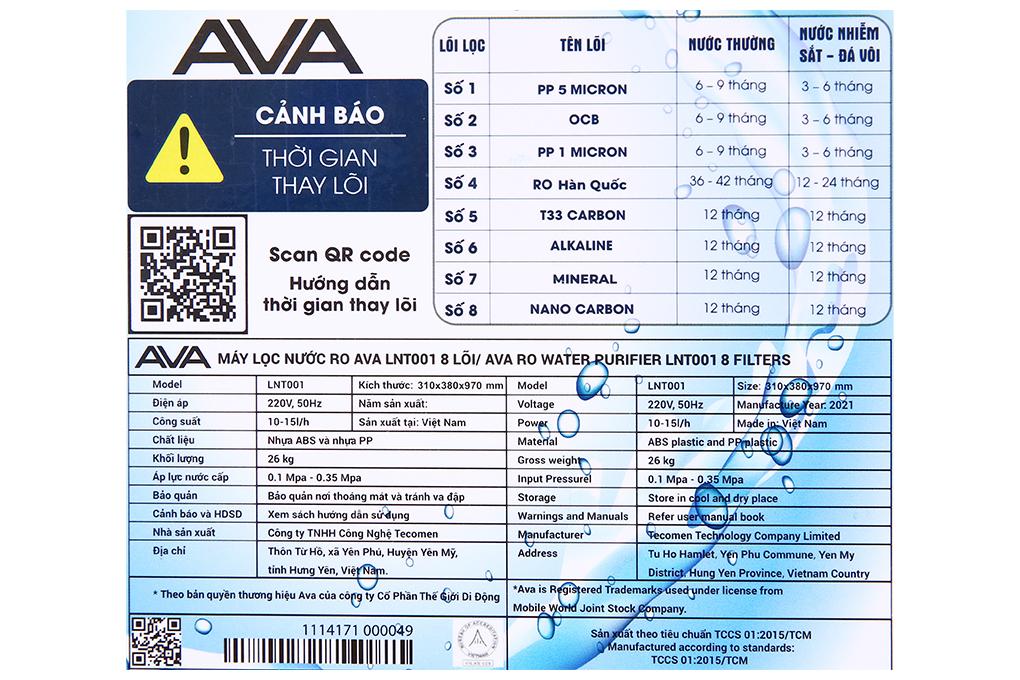 AVA
CẢNH BÁO
THỜI GIAN
THAY LÕI
Scan QR code
Hướng dẫn
thời gian thay lõi
LÕI LỌC TÊN LÕI NƯỚC THƯỜNG NƯỚC NHIỄM SẮT - ĐÁ VÔI
Số 1 PP 5 MICRON 6 - 9 tháng 3 - 6 tháng
Số 2 OCB 6 - 9 tháng 3 - 6 tháng
Số 3 PP 1 MICRON 6 - 9 tháng 3 - 6 tháng
Số 4 RO Hàn Quốc 36 - 42 tháng 12 - 24 tháng
Số 5 T33 CARBON 12 tháng 12 tháng
Số 6 ALKALINE 12 tháng 12 tháng
Số 7 MINERAL 12 tháng 12 tháng
Số 8 NANO CARBON 12 tháng 12 tháng
AVA MÁY LỌC NƯỚC RO AVA LNT001 8 LÕI/ AVA RO WATER PURIFIER LNT001 8 FILTERS
Model LNT001 Kích thước: 310x380x970 mm Model LNT001 Size: 310x380x970 mm
Điện áp 220V, 50Hz Năm sản xuất: Voltage 220V, 50Hz Manufacture Year: 2021
Công suất 10-15l/h Sản xuất tại: Việt Nam Power 10-15l/h Made in: Việt Nam
Chất liệu Nhựa ABS và nhựa PP Material ABS plastic and PP plastic
Khối lượng 26 kg Gross weight 26 kg
Áp lực nước cấp 0.1 Mpa - 0.35 Mpa Input Pressurel 0.1 Mpa - 0.35 Mpa
Bảo quản Bảo quản nơi thoáng mát và tránh va đập Storage Store in cool and dry place
Cảnh báo và HDSD Xem sách hướng dẫn sử dụng Warnings and Manuals Refer user manual book
Nhà sản xuất Công ty TNHH Công Nghệ Tecomen Manufacturer Tecomen Technology Company Limited
Địa chỉ Thôn Từ Hồ, xã Yên Phú, Huyện Yên Mỹ, Address Tu Ho Hamlet, Yen Phu Commune, Yen My
tỉnh Hưng Yên, Việt Nam. District, Hung Yen Province, Vietnam Country
* Theo bản quyền thương hiệu Ava của công ty Cổ Phần Thế Giới Di Động
*Ava is Registered Trademarks used under license from
Mobile World Joint Stock Company.
1114171 000049
Sản xuất theo tiêu chuẩn TCCS 01:2015/TCM
Manufactured according to standards:
TCCS 01:2015/TCM